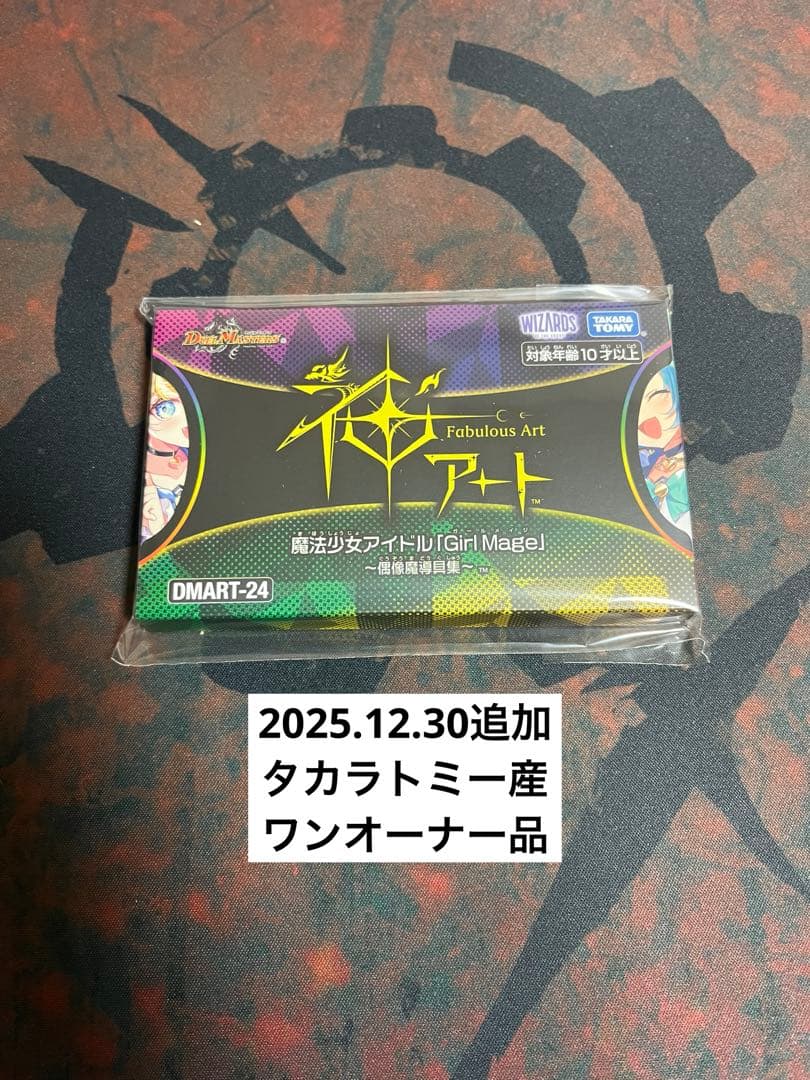 DUEL MASTERS
WIZARDS
TAKARA TOMY
対象年齢10才以上
神
Fabulous Art
アート
™
魔法少女アイドル「Girl Mage」
～偶像魔導具集～™
DMART-24
2025.12.30追加
タカラトミー産
ワンオーナー品